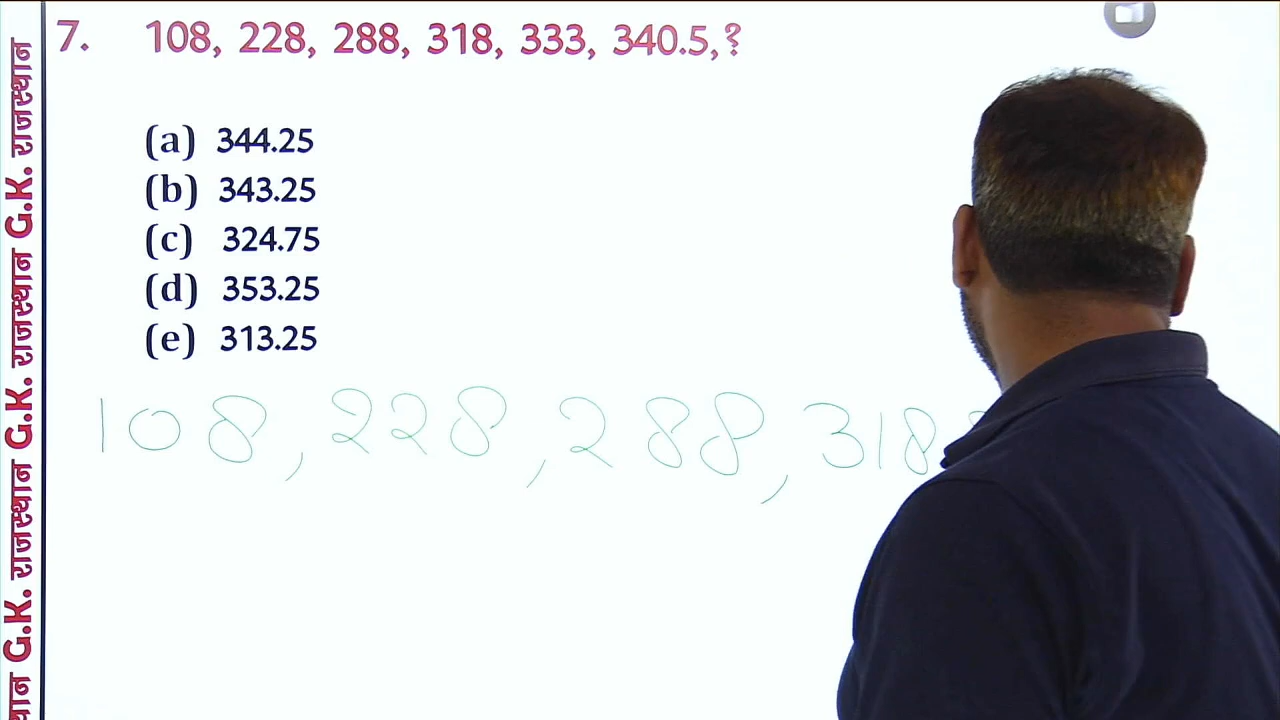 7. 108, 228, 288, 318, 333, 340.5,?
(a) 344.25
(b) 343.25
(c) 324.75
(d) 353.25
(e) 313.25
108, 228, 288, 318
G.K. राजस्थान G.K. राजस्थान G.K. राजस्थान